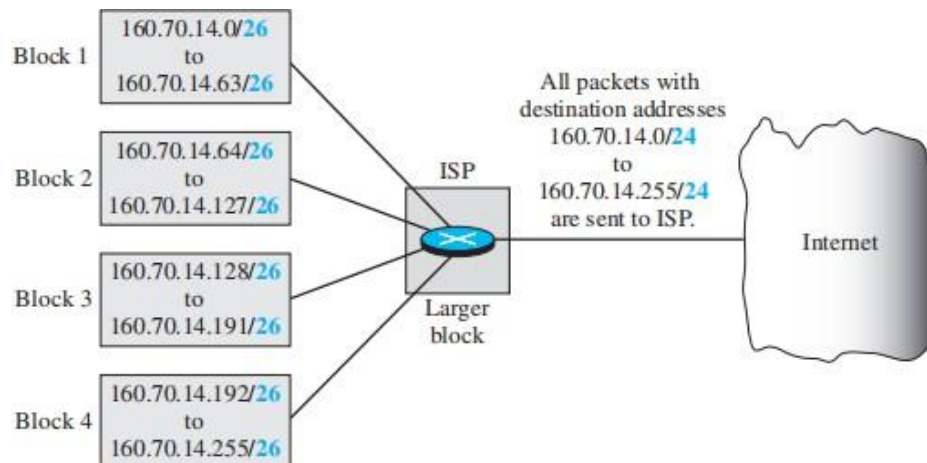 Block 1
160.70.14.0/26
to
160.70.14.63/26
Block 2
160.70.14.64/26
to
160.70.14.127/26
Block 3
160.70.14.128/26
to
160.70.14.191/26
Block 4
160.70.14.192/26
to
160.70.14.255/26
ISP
Larger
block
All packets with
destination addresses
160.70.14.0/24
to
160.70.14.255/24
are sent to ISP.
Internet